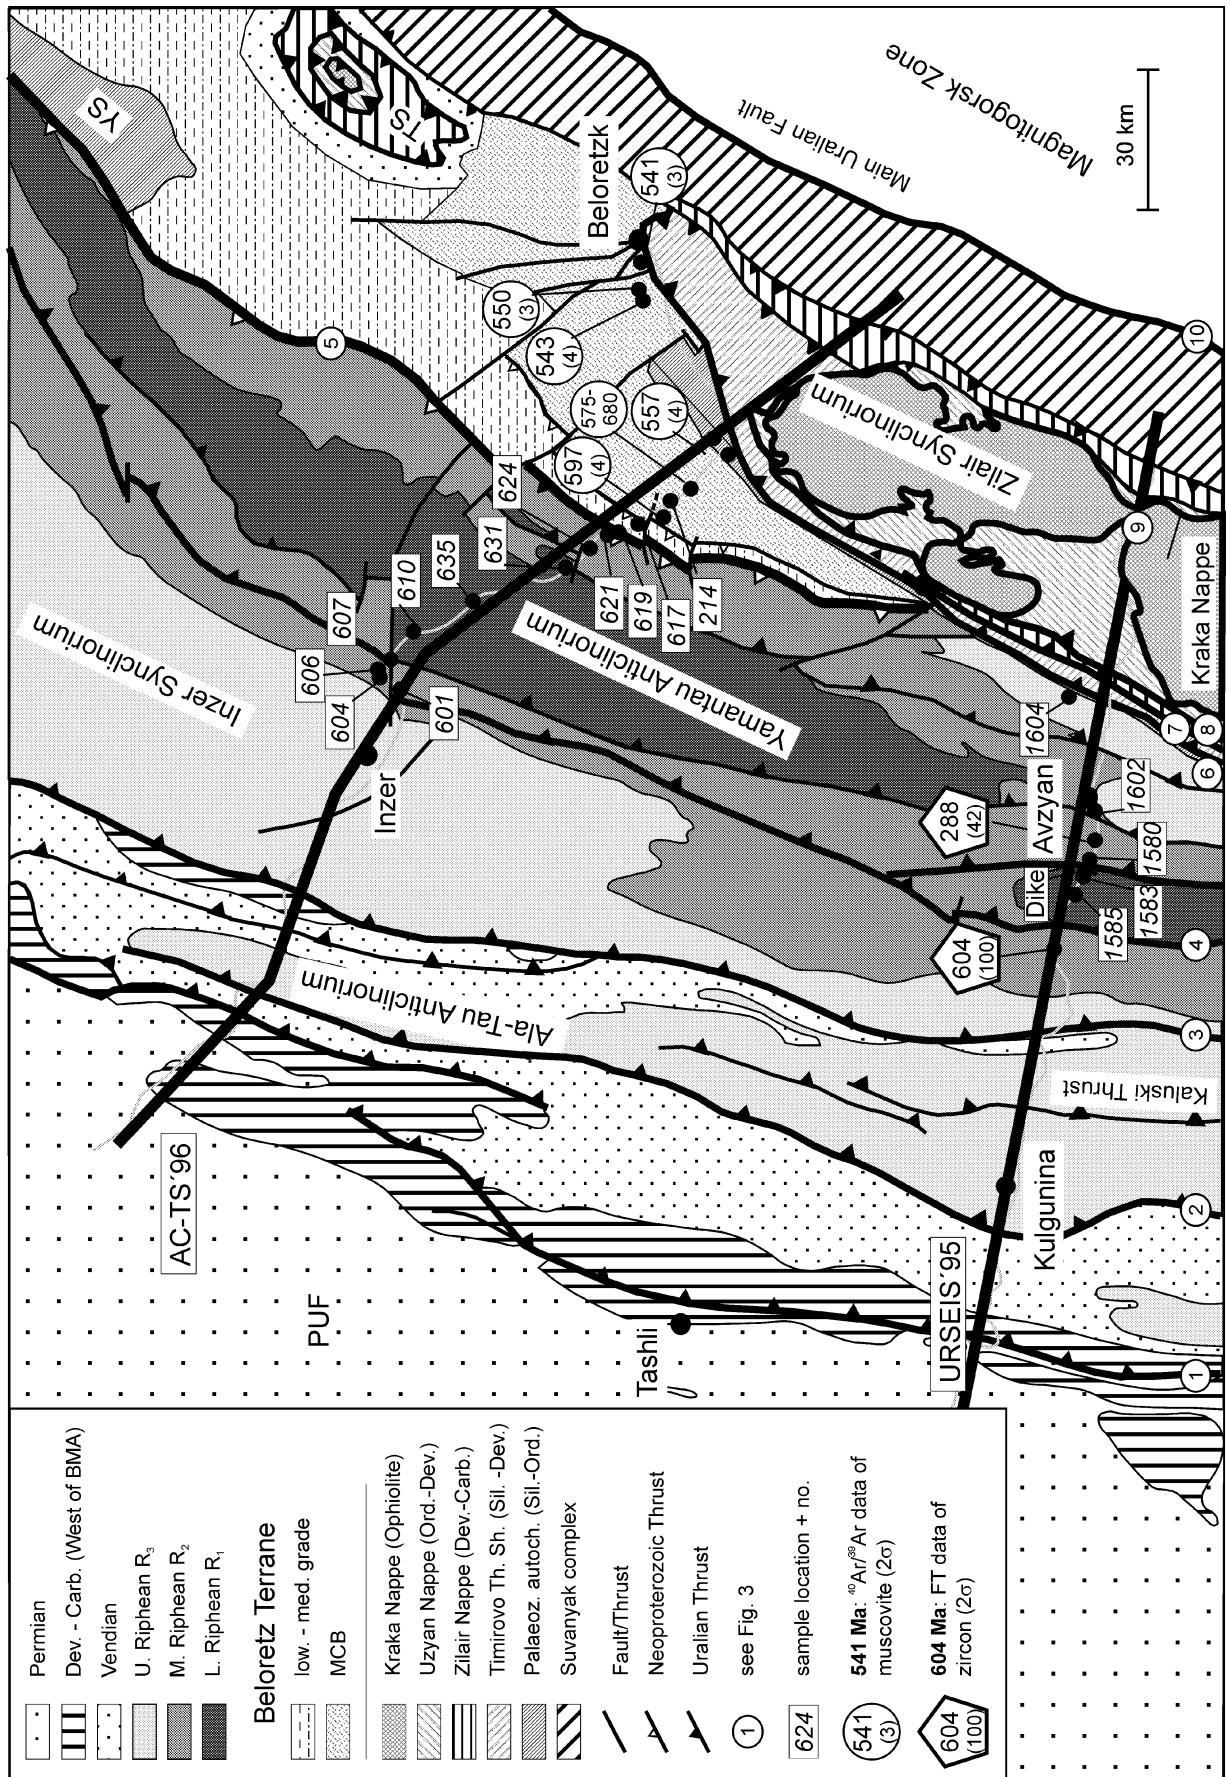 Permian
Dev. - Carb. (West of BMA)
Vendian
U. Riphean R₃
M. Riphean R₂
L. Riphean R₁
Beloretz Terrane
low. - med. grade
MCB
Kraka Nappe (Ophiolite)
Uzyan Nappe (Ord.-Dev.)
Zilair Nappe (Dev.-Carb.)
Timirovo Th. Sh. (Sil. -Dev.)
Palaeoz. autoch. (Sil.-Ord.)
Suvanyak complex
Fault/Thrust
Neoproterozoic Thrust
Uralian Thrust
1
see Fig. 3
624
sample location + no.
541
(3)
541 Ma: ⁴⁰Ar/³⁹Ar data of
muscovite (2σ)
604
(100)
604 Ma: FT data of
zircon (2σ)
PUF
Tashli
AC-TS´96
URSEIS´95
Kulgunina
Kaluski Thrust
Ala-Tau Anticlinorium
Inzer Synclinorium
Inzer
Yamantau Anticlinorium
Avzyan
Dike
Beloretzk
Zilair Synclinorium
Kraka Nappe
Main Uralian Fault
Magnitogorsk Zone
30 km
YS
TS
604
606
607
601
610
635
631
624
621
619
617
214
597
(4)
575-
680
557
(4)
543
(4)
550
(3)
541
(3)
288
(42)
604
(100)
1604
1602
1580
1583
1585
1
2
3
4
5
6
7
8
9
10